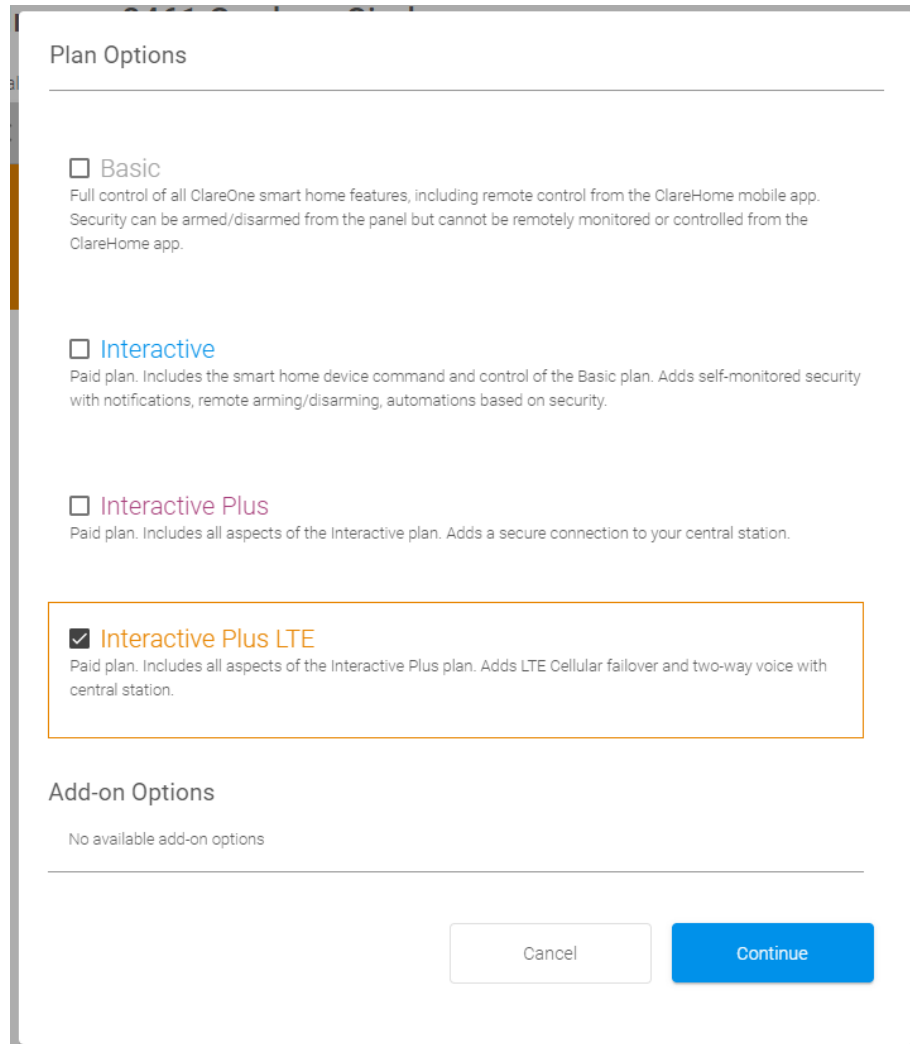 Plan Options
Basic
Full control of all ClareOne smart home features, including remote control from the ClareHome mobile app.
Security can be armed/disarmed from the panel but cannot be remotely monitored or controlled from the
ClareHome app.
Interactive
Paid plan. Includes the smart home device command and control of the Basic plan. Adds self-monitored security
with notifications, remote arming/disarming, automations based on security.
Interactive Plus
Paid plan. Includes all aspects of the Interactive plan. Adds a secure connection to your central station.
Interactive Plus LTE
Paid plan. Includes all aspects of the Interactive Plus plan. Adds LTE Cellular failover and two-way voice with
central station.
Add-on Options
No available add-on options
Cancel
Continue